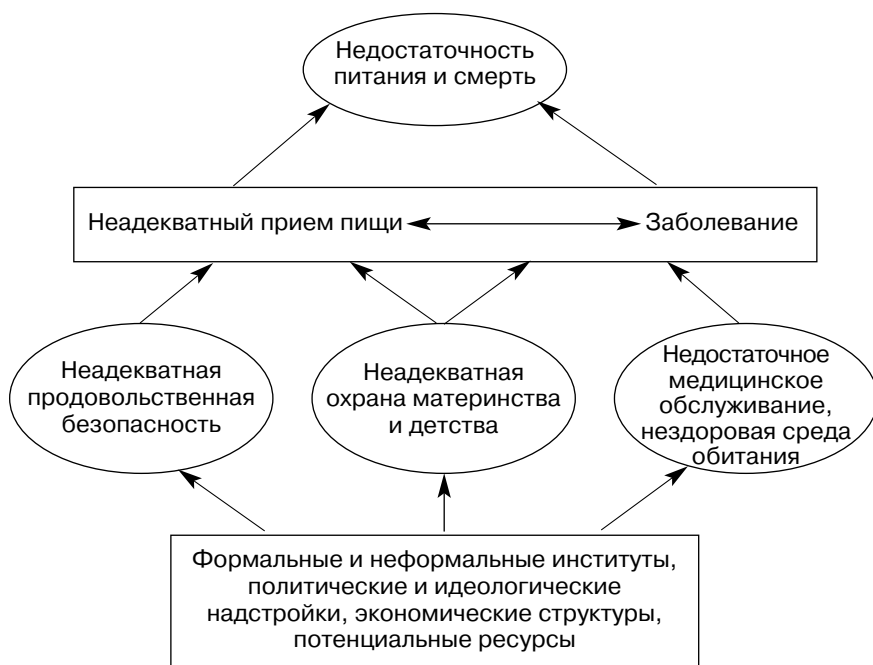 Недостаточность
питания и смерть
Неадекватный прием пищи
Заболевание
Неадекватная
продовольственная
безопасность
Неадекватная
охрана материнства
и детства
Недостаточное
медицинское
обслуживание,
нездоровая среда
обитания
Формальные и неформальные институты,
политические и идеологические
надстройки, экономические структуры,
потенциальные ресурсы